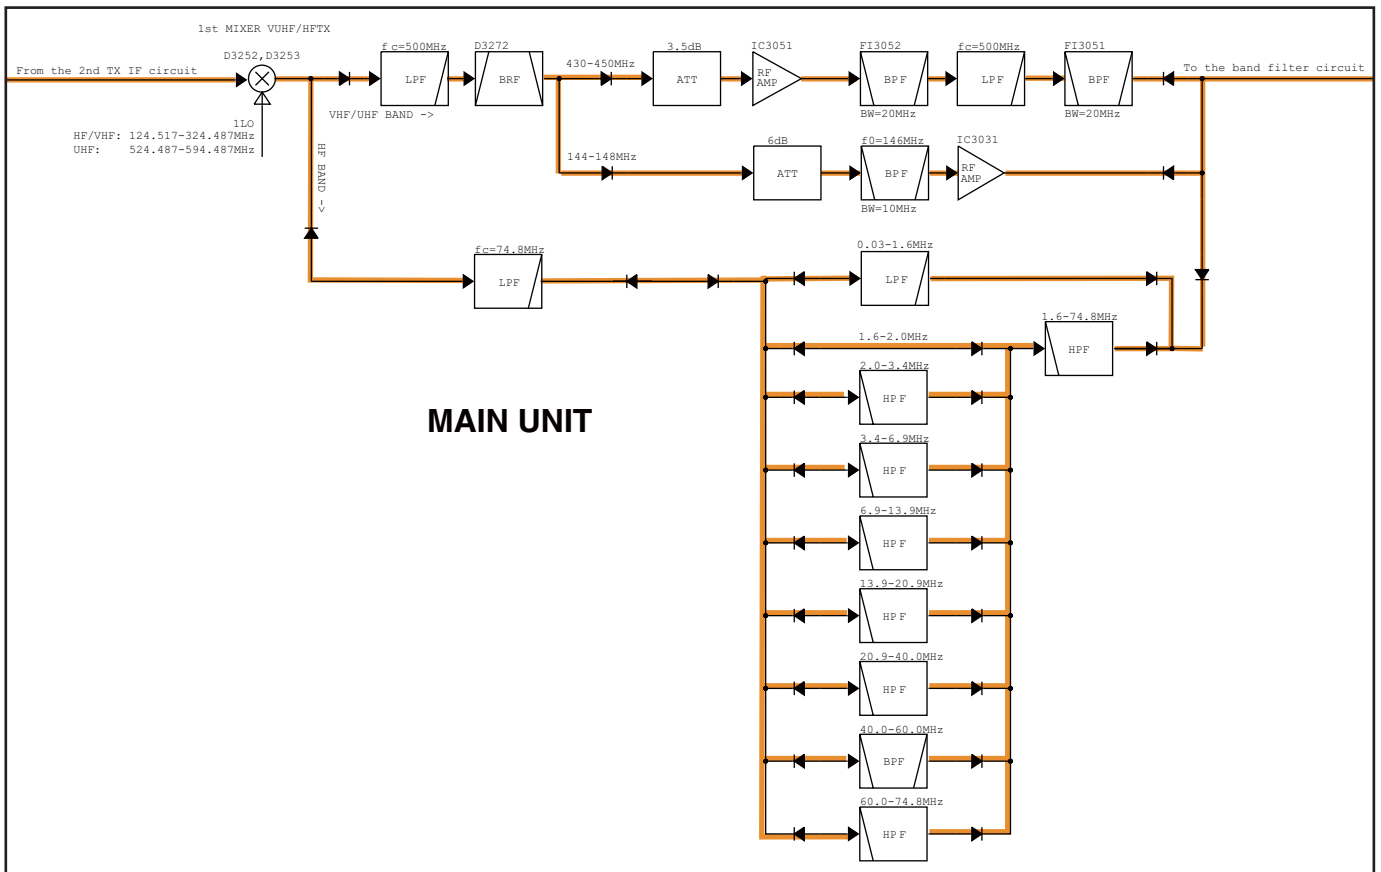 1st MIXER VUHF/HFTX
D3252,D3253
From the 2nd TX IF circuit
1LO
HF/VHF: 124.517-324.487MHz
UHF: 524.487-594.487MHz
fc=500MHz
LPF
VHF/UHF BAND ->
D3272
BRF
430-450MHz
3.5dB
ATT
IC3051
RF
AMP
FI3052
BPF
BW=20MHz
fc=500MHz
LPF
FI3051
BPF
BW=20MHz
To the band filter circuit
144-148MHz
6dB
ATT
f0=146MHz
BPF
BW=10MHz
IC3031
RF
AMP
HF BAND ->
fc=74.8MHz
LPF
0.03-1.6MHz
LPF
1.6-74.8MHz
HPF
1.6-2.0MHz
2.0-3.4MHz
HPF
MAIN UNIT
3.4-6.9MHz
HPF
6.9-13.9MHz
HPF
13.9-20.9MHz
HPF
20.9-40.0MHz
HPF
40.0-60.0MHz
BPF
60.0-74.8MHz
HPF